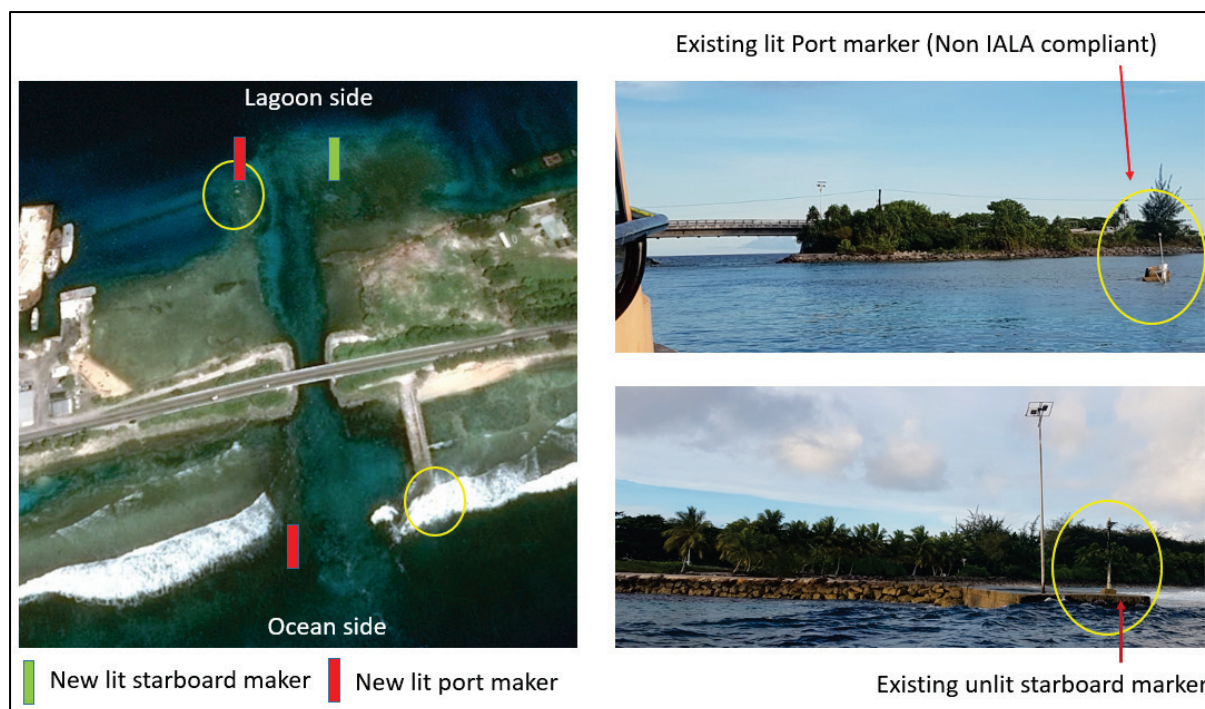 Existing lit Port marker (Non IALA compliant)
Lagoon side
Ocean side
New lit starboard maker
New lit port maker
Existing unlit starboard marker